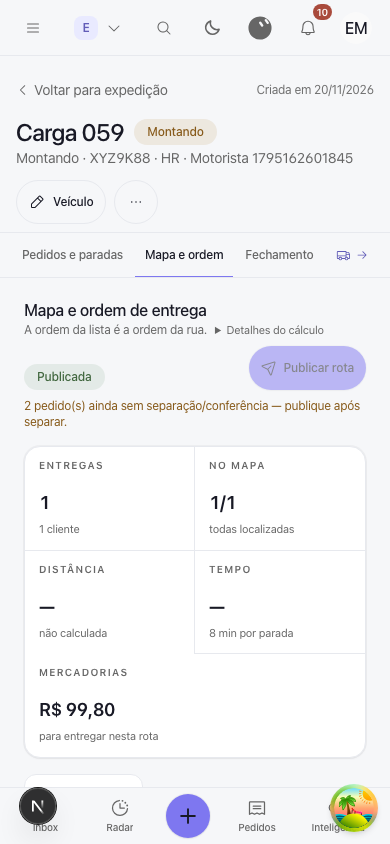 E
10
EM
Voltar para expedição
Criada em 20/11/2026
Carga 059
Montando
Montando · XYZ9K88 · HR · Motorista 1795162601845
Veículo
···
Pedidos e paradas
Mapa e ordem
Fechamento
Mapa e ordem de entrega
A ordem da lista é a ordem da rua. ▶ Detalhes do cálculo
Publicada
Publicar rota
2 pedido(s) ainda sem separação/conferência — publique após
separar.
ENTREGAS
1
1 cliente
NO MAPA
1/1
todas localizadas
DISTÂNCIA
—
não calculada
TEMPO
—
8 min por parada
MERCADORIAS
R$ 99,80
para entregar nesta rota
N
Inbox
Radar
Pedidos